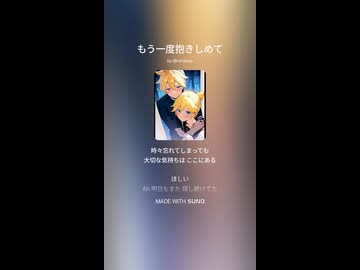 もう一度抱きしめて
時々忘れてしまっても
大切な気持ちは ここにある
ほしい
Ah 明日もまた 探し続けてた
MADE WITH SUNO